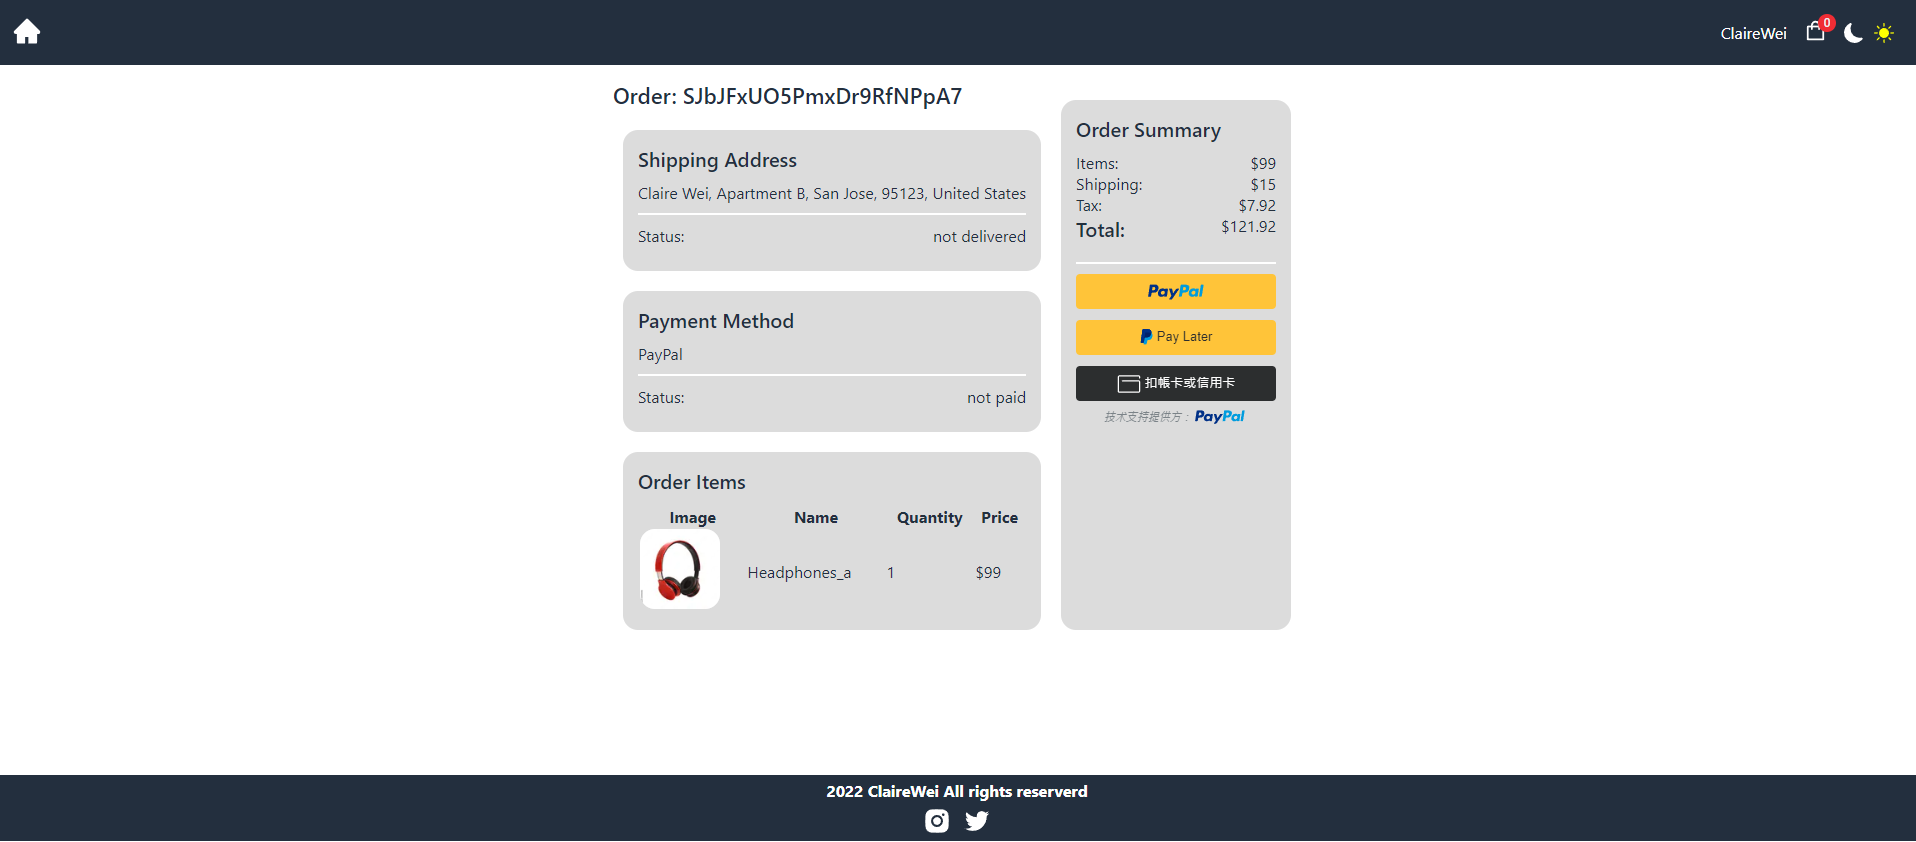 ClaireWei
0
Order: SJbJFxUO5PmxDr9RfNPpA7
Shipping Address
Claire Wei, Apartment B, San Jose, 95123, United States
Status: not delivered
Payment Method
PayPal
Status: not paid
Order Items
Image Name Quantity Price
Headphones_a 1 $99
Order Summary
Items: $99
Shipping: $15
Tax: $7.92
Total: $121.92
PayPal
Pay Later
扣帳卡或信用卡
技术支持提供方： PayPal
2022 ClaireWei All rights reserverd